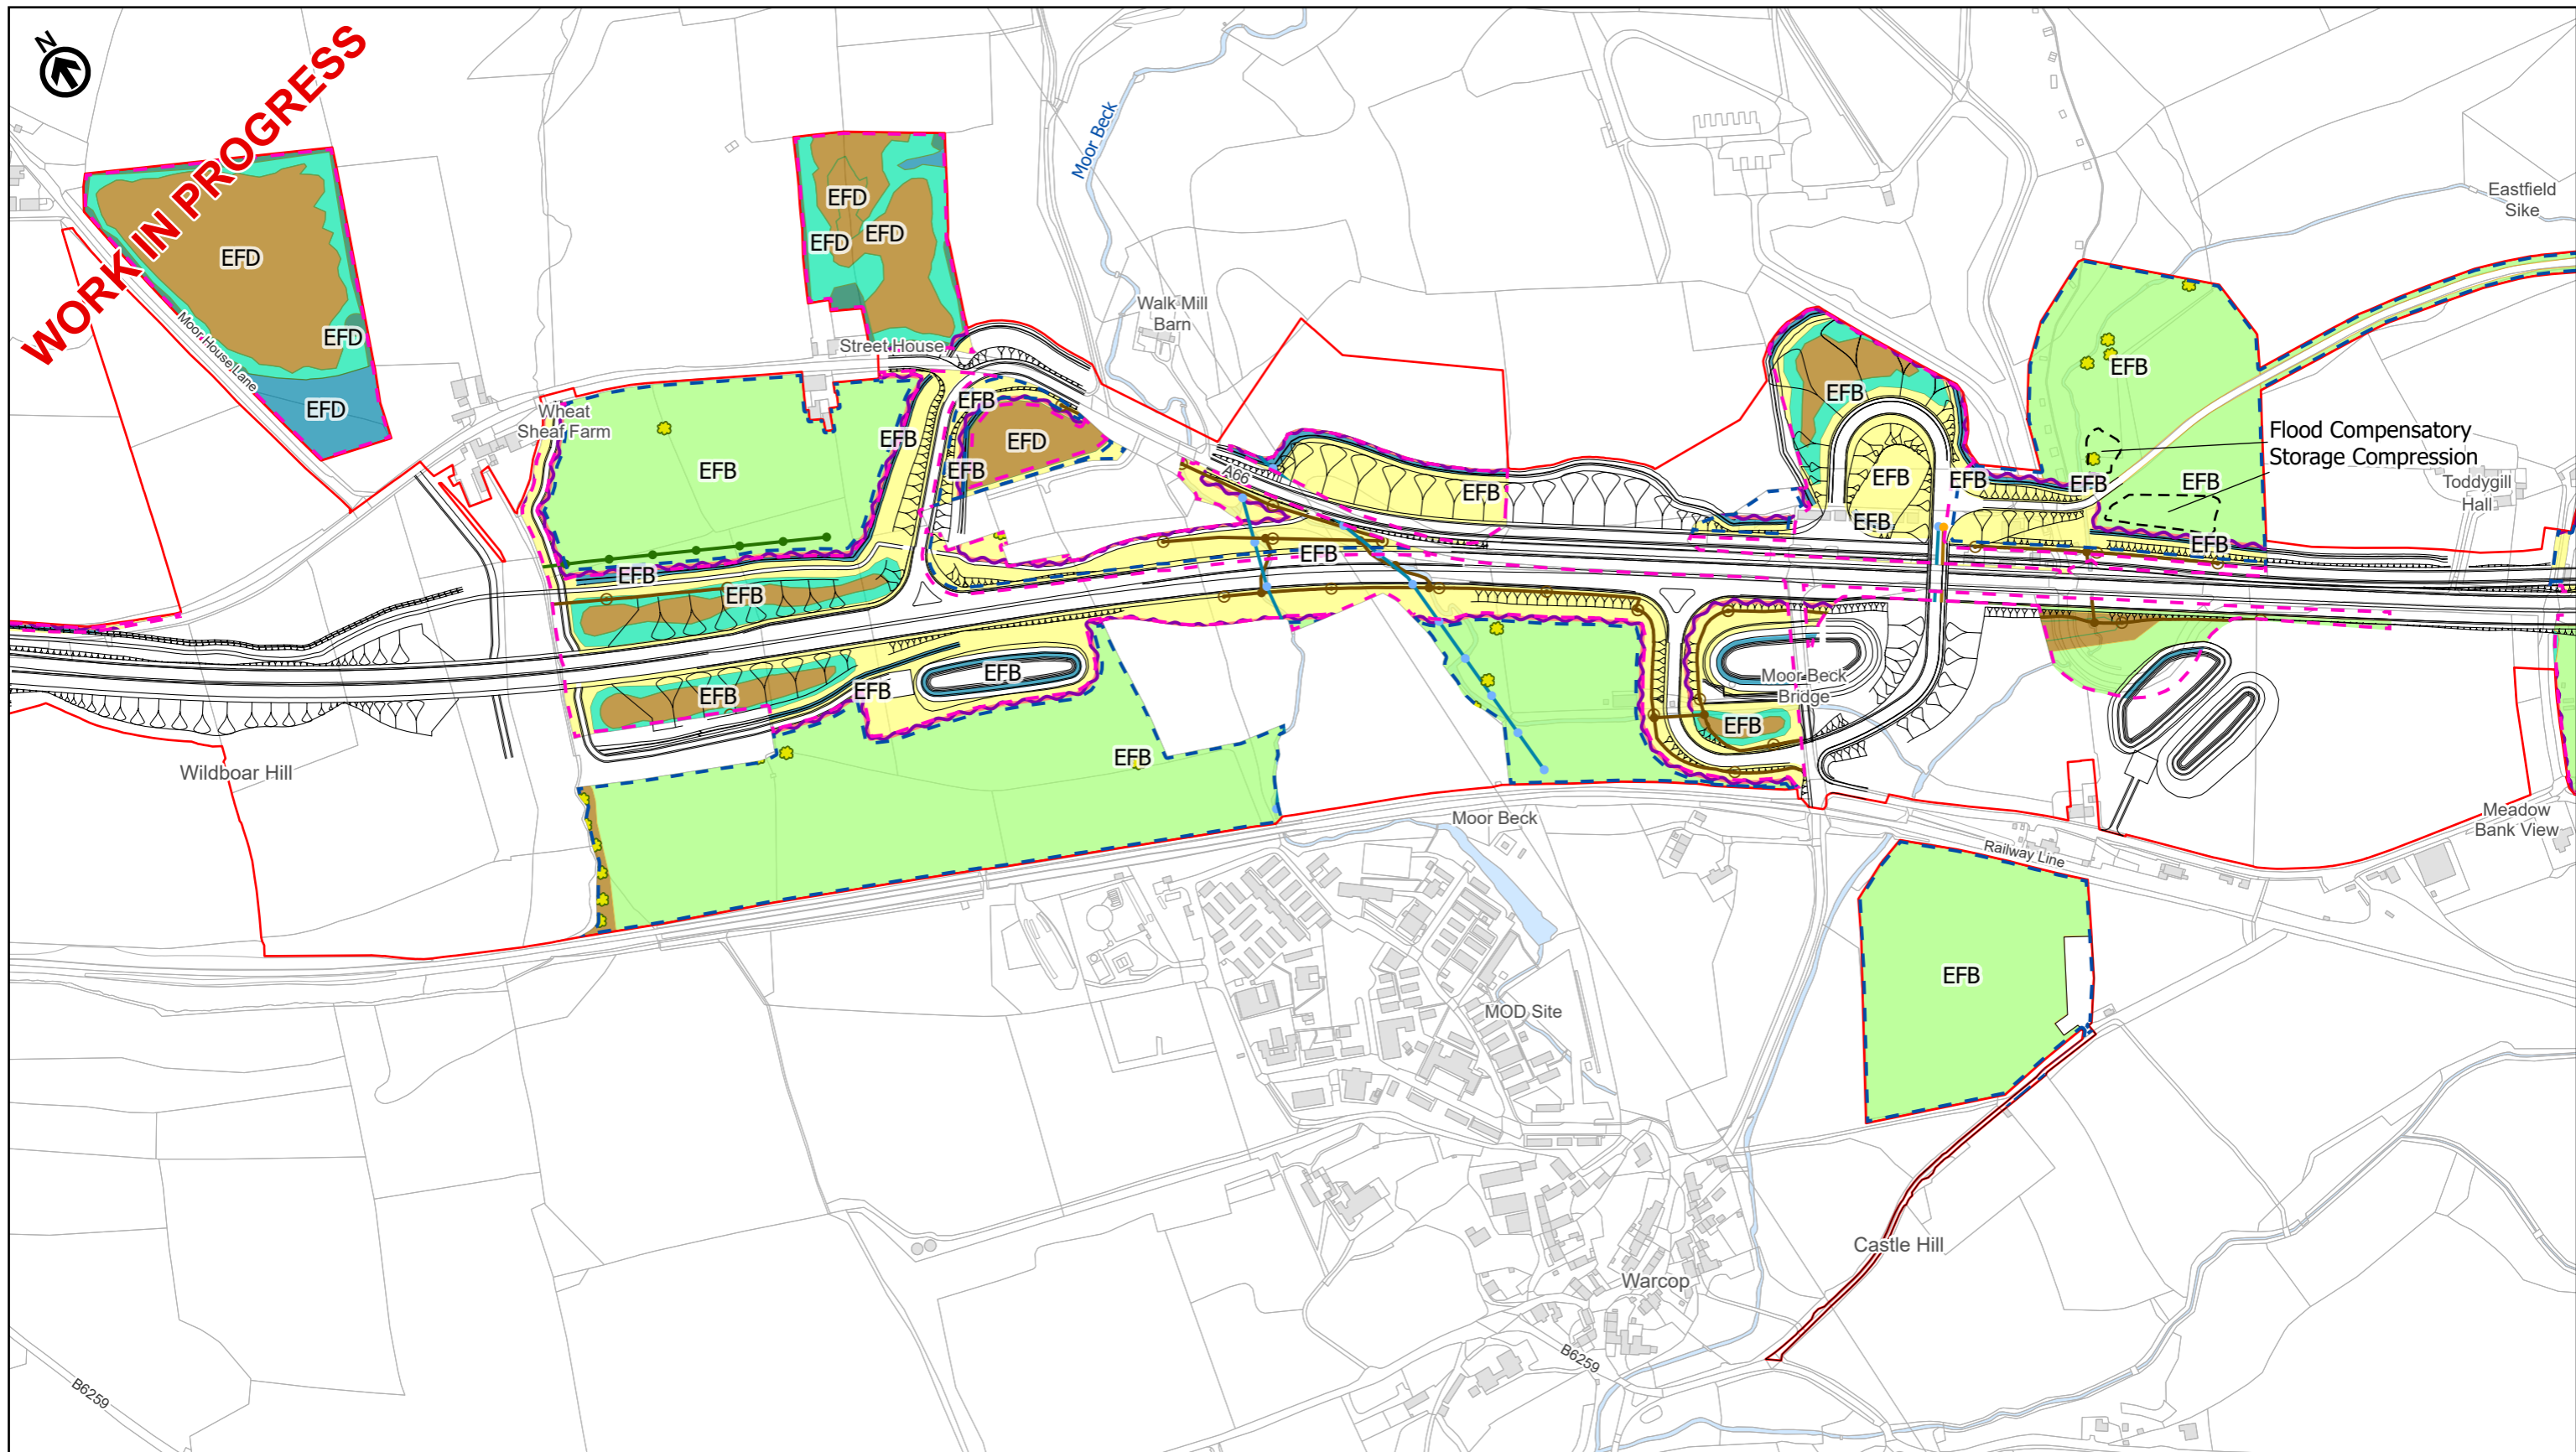 N
WORK IN PROGRESS
Moor Beck
Eastfield
Sike
EFD
EFD
EFD
EFD
EFD
EFD
Moor House Lane
Walk Mill
Barn
Street House
Wheat
Sheaf Farm
EFB
EFB
EFB
EFD
EFB
EFB
A66
EFB
EFB
EFB
EFB
EFB
EFB
EFB
EFB
EFB
Flood Compensatory
Storage Compression
Toddygill
Hall
EFB
EFB
EFB
EFB
EFB
EFB
EFB
EFB
Moor Beck
Bridge
EFB
Wildboar Hill
Moor Beck
Railway Line
Meadow
Bank View
EFB
MOD Site
Castle Hill
Warcop
B6259
B6259